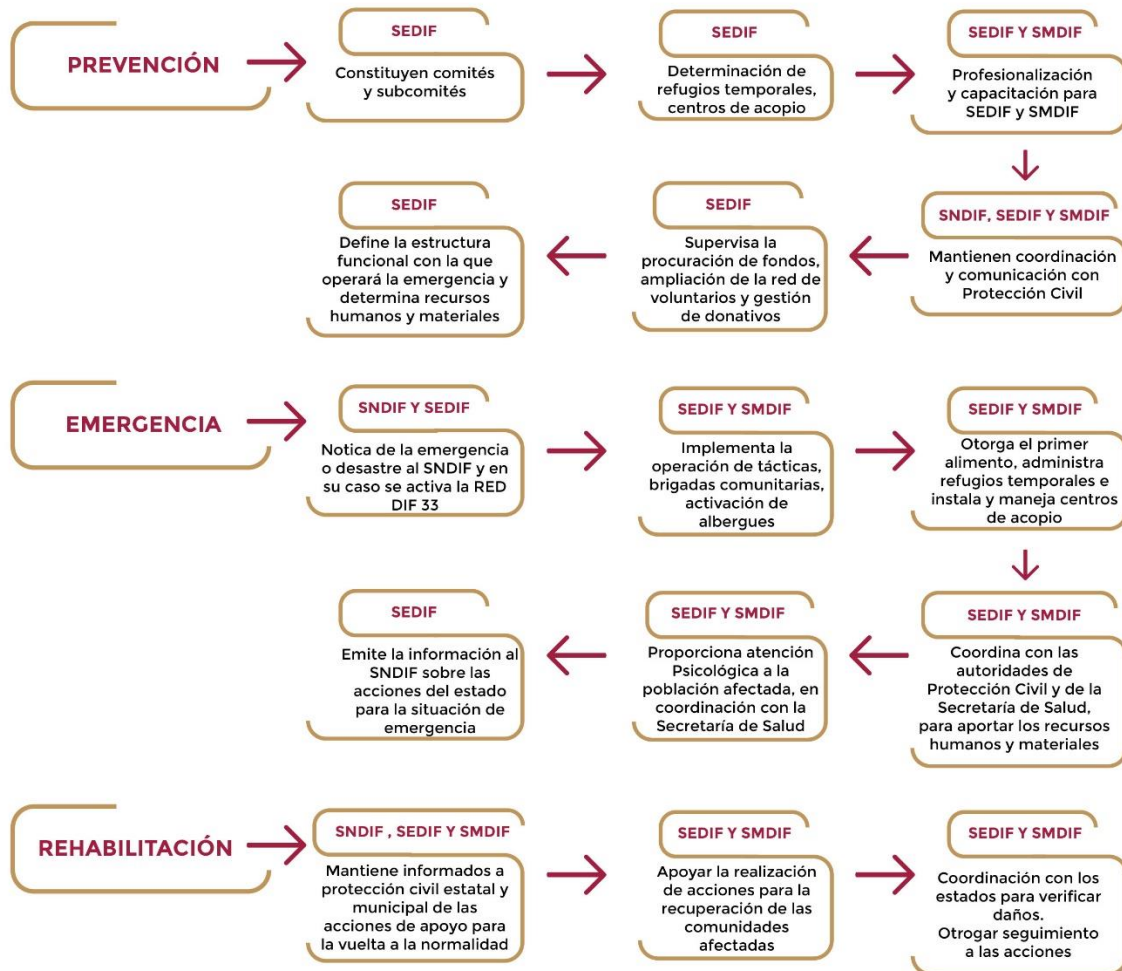 PREVENCIÓN
SEDIF
Constituyen comités
y subcomités
SEDIF
Determinación de
refugios temporales,
centros de acopio
SEDIF Y SMDIF
Profesionalización
y capacitación para
SEDIF y SMDIF
SNDIF, SEDIF Y SMDIF
Mantienen coordinación
y comunicación con
Protección Civil
SEDIF
Supervisa la
procuración de fondos,
ampliación de la red de
voluntarios y gestión
de donativos
SEDIF
Define la estructura
funcional con la que
operará la emergencia y
determina recursos
humanos y materiales
EMERGENCIA
SNDIF Y SEDIF
Notica de la emergencia
o desastre al SNDIF y en
su caso se activa la RED
DIF 33
SEDIF Y SMDIF
Implementa la
operación de tácticas,
brigadas comunitarias,
activación de
albergues
SEDIF Y SMDIF
Otorga el primer
alimento, administra
refugios temporales e
instala y maneja centros
de acopio
SEDIF Y SMDIF
Coordina con las
autoridades de
Protección Civil y de la
Secretaría de Salud,
para aportar los recursos
humanos y materiales
SEDIF Y SMDIF
Proporciona atención
Psicológica a la
población afectada, en
coordinación con la
Secretaría de Salud
SEDIF
Emite la información al
SNDIF sobre las
acciones del estado
para la situación de
emergencia
REHABILITACIÓN
SNDIF , SEDIF Y SMDIF
Mantiene informados a
protección civil estatal y
municipal de las
acciones de apoyo para
la vuelta a la normalidad
SEDIF Y SMDIF
Apoyar la realización
de acciones para la
recuperación de las
comunidades
afectadas
SEDIF Y SMDIF
Coordinación con los
estados para verificar
daños.
Otrogar seguimiento
a las acciones